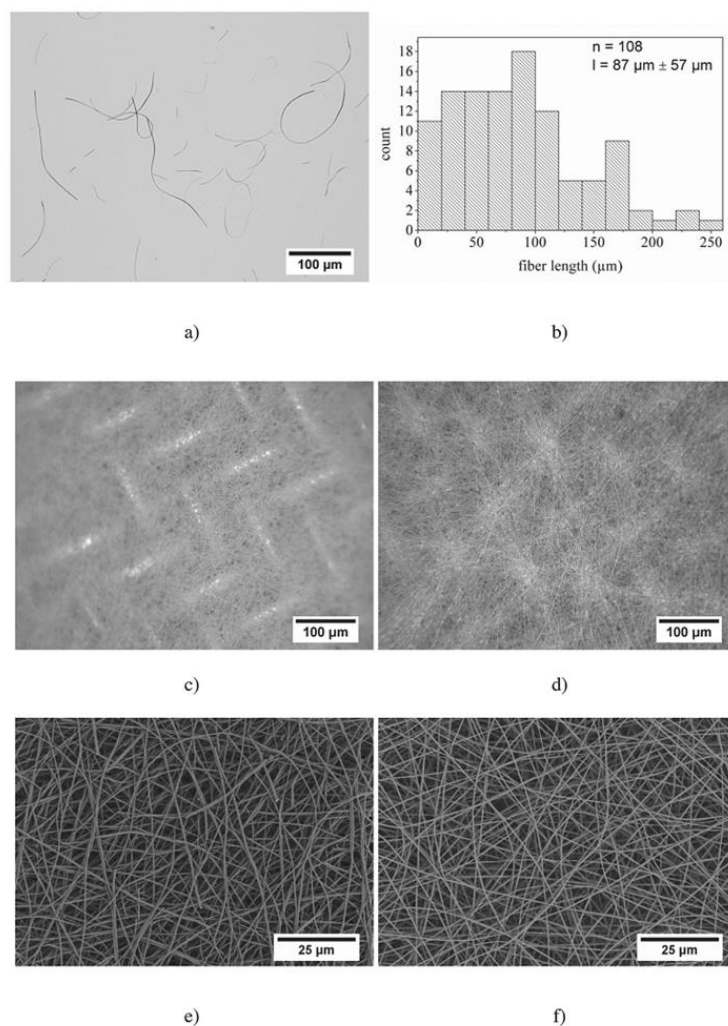 n = 108
l = 87 µm ± 57 µm
18
16
14
12
10
8
6
4
2
0
count
0
50
100
150
200
250
fiber length (µm)
100 µm
a)
b)
100 µm
100 µm
c)
d)
25 µm
25 µm
e)
f)